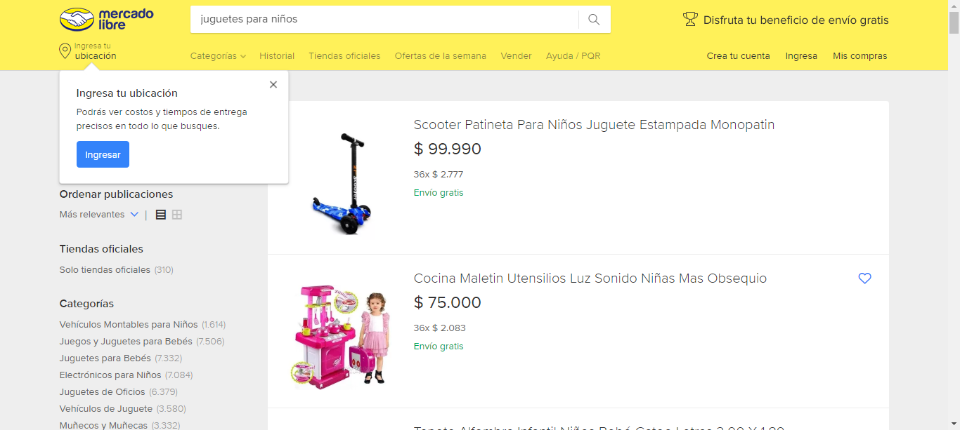 mercado
libre
juguetes para niños
Disfruta tu beneficio de envío gratis
Ingresa tu
ubicación
Categorías
Historial
Tiendas oficiales
Ofertas de la semana
Vender
Ayuda / PQR
Crea tu cuenta
Ingresa
Mis compras
Ingresa tu ubicación
Podrás ver costos y tiempos de entrega
precisos en todo lo que busques.
Ingresar
Ordenar publicaciones
Más relevantes
Tiendas oficiales
Solo tiendas oficiales (310)
Categorías
Vehículos Montables para Niños (1.614)
Juegos y Juguetes para Bebés (7.506)
Juguetes para Bebés (7.332)
Electrónicos para Niños (7.084)
Juguetes de Oficios (6.379)
Vehículos de Juguete (3.580)
Muñecos y Muñecas (3.332)
Scooter Patineta Para Niños Juguete Estampada Monopatin
$ 99.990
36x $ 2.777
Envío gratis
Cocina Maletin Utensilios Luz Sonido Niñas Mas Obsequio
$ 75.000
36x $ 2.083
Envío gratis